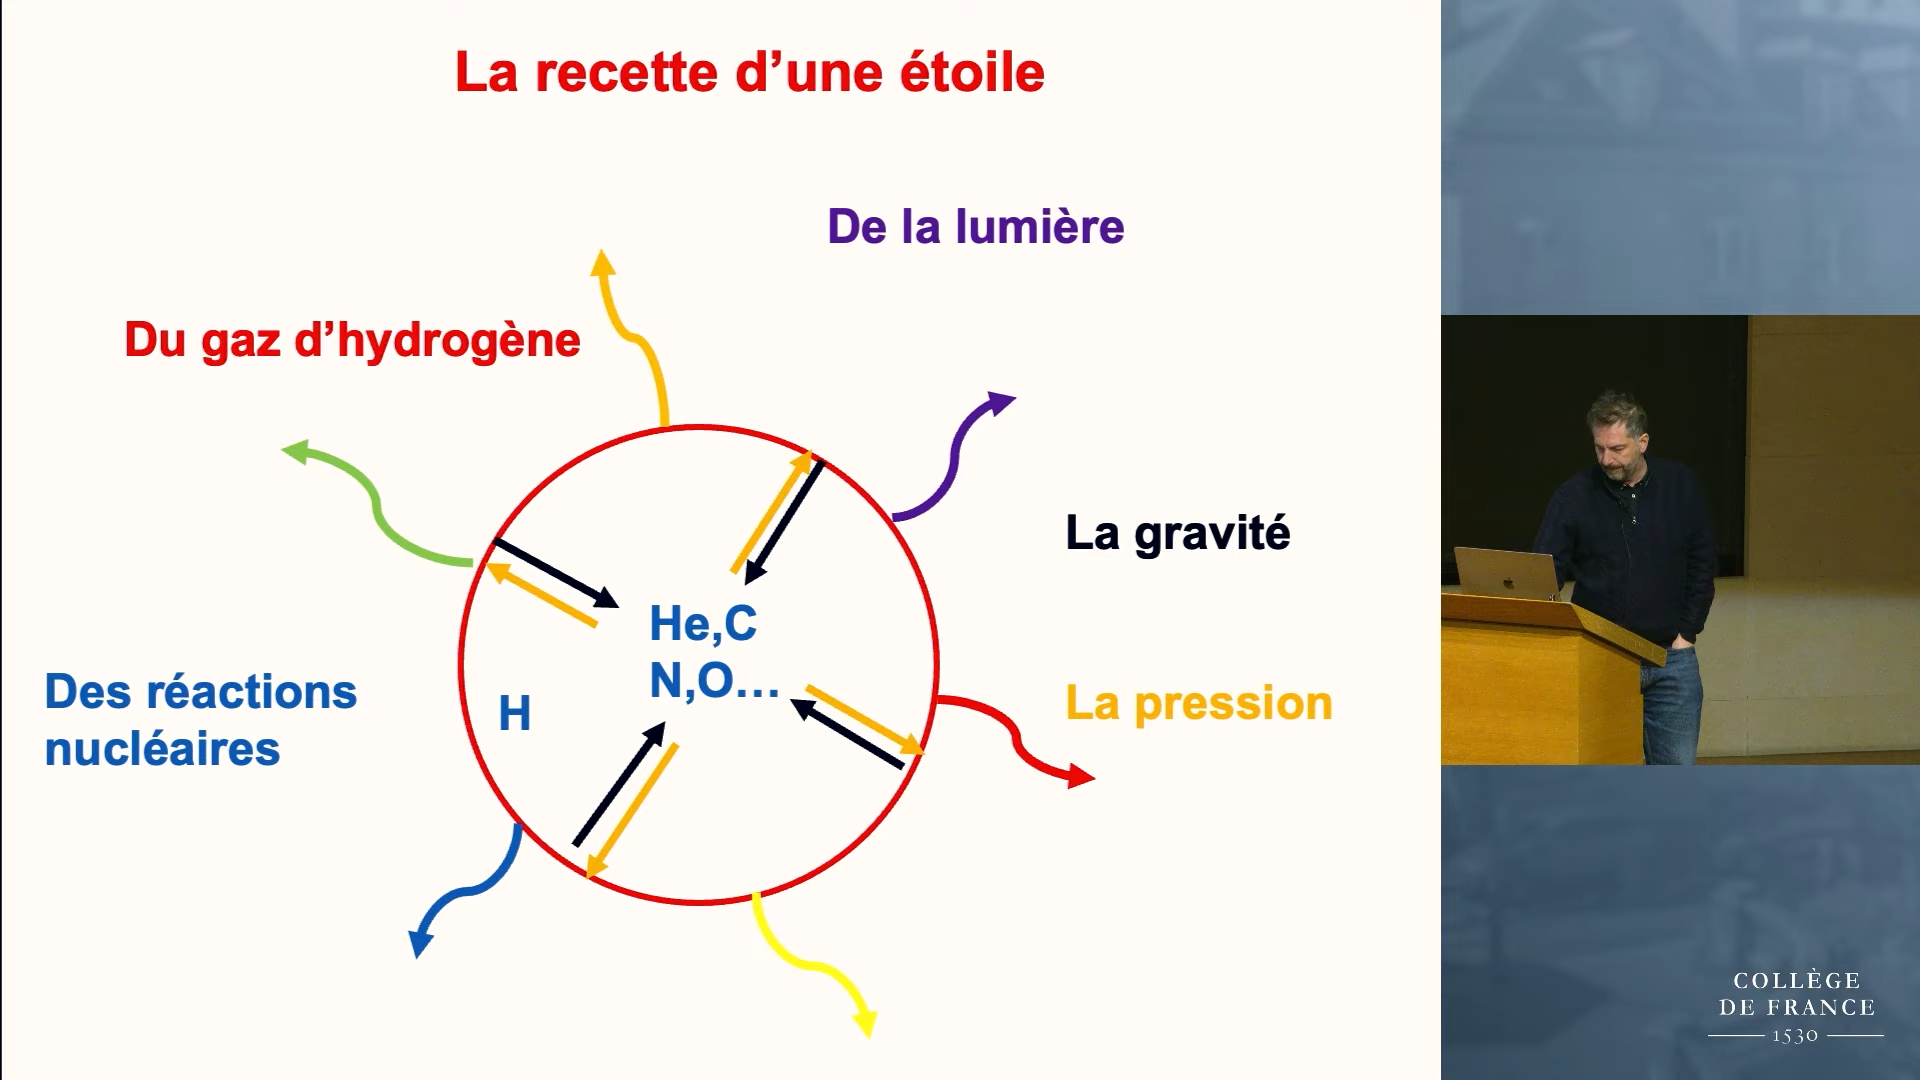 La recette d’une étoile
De la lumière
Du gaz d’hydrogène
La gravité
He,C
N,O…
H
Des réactions
nucléaires
La pression
COLLÈGE
DE FRANCE
1530